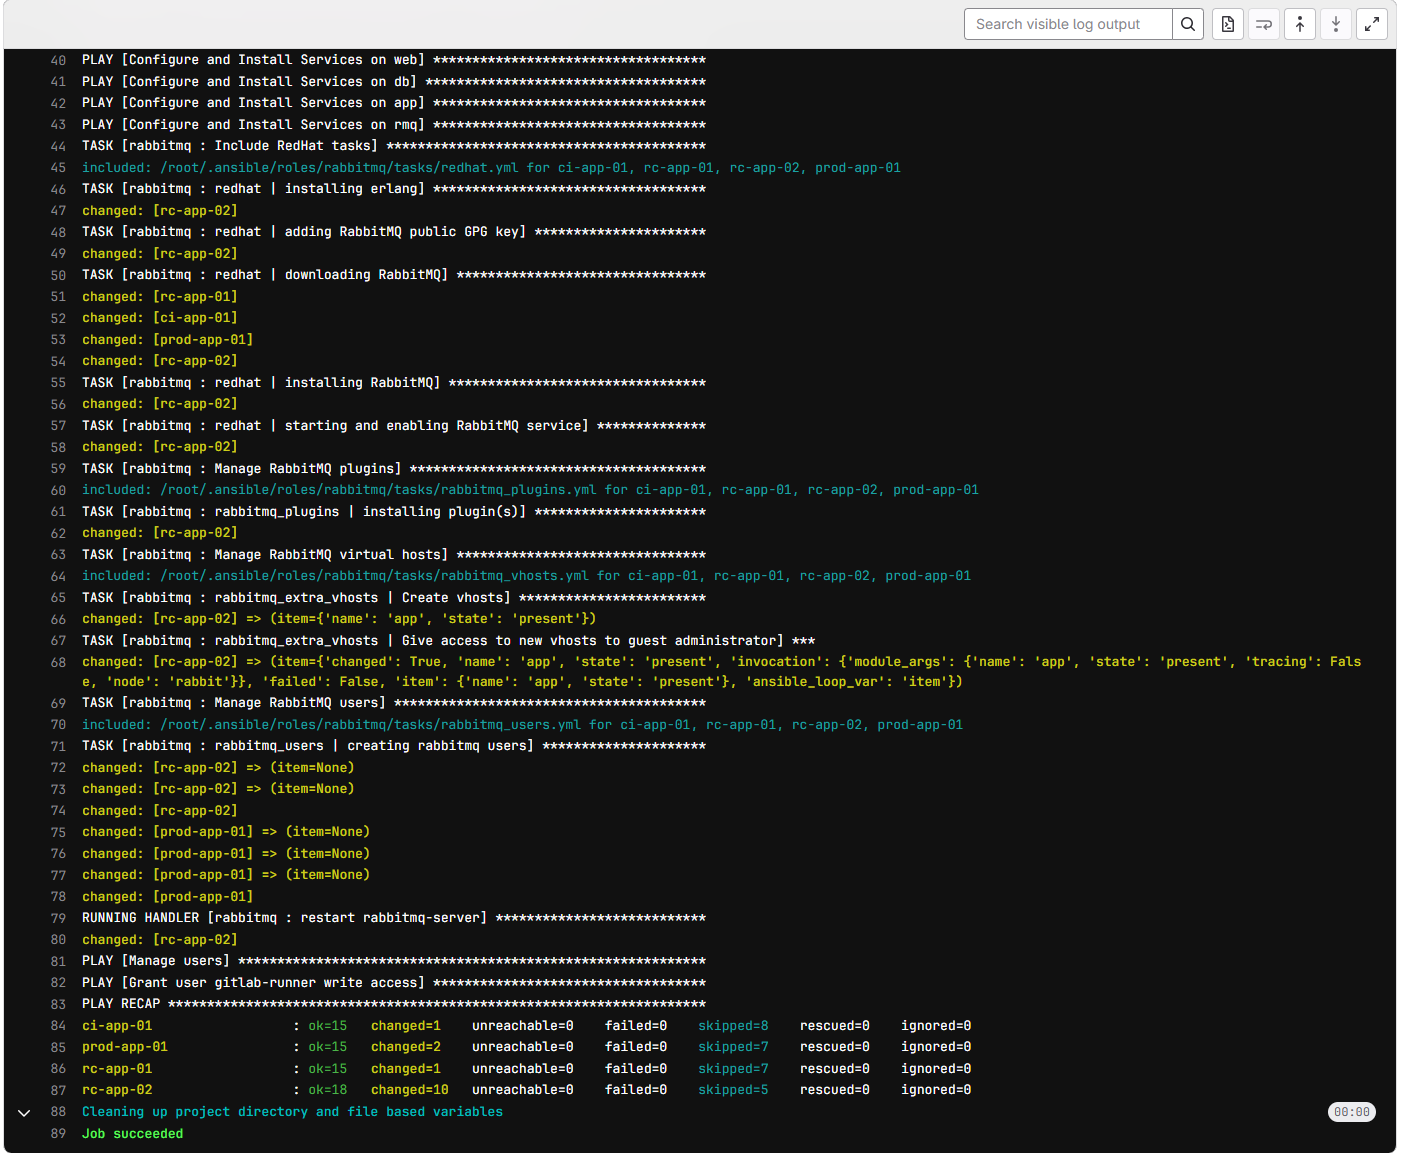 Search visible log output
40 PLAY [Configure and Install Services on web] ***********************************
41 PLAY [Configure and Install Services on db] ************************************
42 PLAY [Configure and Install Services on app] ***********************************
43 PLAY [Configure and Install Services on rmq] ***********************************
44 TASK [rabbitmq : Include RedHat tasks] *****************************************
45 included: /root/.ansible/roles/rabbitmq/tasks/redhat.yml for ci-app-01, rc-app-01, rc-app-02, prod-app-01
46 TASK [rabbitmq : redhat | installing erlang] ***********************************
47 changed: [rc-app-02]
48 TASK [rabbitmq : redhat | adding RabbitMQ public GPG key] **********************
49 changed: [rc-app-02]
50 TASK [rabbitmq : redhat | downloading RabbitMQ] ********************************
51 changed: [rc-app-01]
52 changed: [ci-app-01]
53 changed: [prod-app-01]
54 changed: [rc-app-02]
55 TASK [rabbitmq : redhat | installing RabbitMQ] *********************************
56 changed: [rc-app-02]
57 TASK [rabbitmq : redhat | starting and enabling RabbitMQ service] **************
58 changed: [rc-app-02]
59 TASK [rabbitmq : Manage RabbitMQ plugins] **************************************
60 included: /root/.ansible/roles/rabbitmq/tasks/rabbitmq_plugins.yml for ci-app-01, rc-app-01, rc-app-02, prod-app-01
61 TASK [rabbitmq : rabbitmq_plugins | installing plugin(s)] **********************
62 changed: [rc-app-02]
63 TASK [rabbitmq : Manage RabbitMQ virtual hosts] ********************************
64 included: /root/.ansible/roles/rabbitmq/tasks/rabbitmq_vhosts.yml for ci-app-01, rc-app-01, rc-app-02, prod-app-01
65 TASK [rabbitmq : rabbitmq_extra_vhosts | Create vhosts] ************************
66 changed: [rc-app-02] => (item={'name': 'app', 'state': 'present'})
67 TASK [rabbitmq : rabbitmq_extra_vhosts | Give access to new vhosts to guest administrator] ***
68 changed: [rc-app-02] => (item={'changed': True, 'name': 'app', 'state': 'present', 'invocation': {'module_args': {'name': 'app', 'state': 'present', 'tracing': Fals
e, 'node': 'rabbit'}}, 'failed': False, 'item': {'name': 'app', 'state': 'present'}, 'ansible_loop_var': 'item'})
69 TASK [rabbitmq : Manage RabbitMQ users] ****************************************
70 included: /root/.ansible/roles/rabbitmq/tasks/rabbitmq_users.yml for ci-app-01, rc-app-01, rc-app-02, prod-app-01
71 TASK [rabbitmq : rabbitmq_users | creating rabbitmq users] *********************
72 changed: [rc-app-02] => (item=None)
73 changed: [rc-app-02] => (item=None)
74 changed: [rc-app-02]
75 changed: [prod-app-01] => (item=None)
76 changed: [prod-app-01] => (item=None)
77 changed: [prod-app-01] => (item=None)
78 changed: [prod-app-01]
79 RUNNING HANDLER [rabbitmq : restart rabbitmq-server] ***************************
80 changed: [rc-app-02]
81 PLAY [Manage users] ************************************************************
82 PLAY [Grant user gitlab-runner write access] ***********************************
83 PLAY RECAP *********************************************************************
84 ci-app-01 : ok=15 changed=1 unreachable=0 failed=0 skipped=8 rescued=0 ignored=0
85 prod-app-01 : ok=15 changed=2 unreachable=0 failed=0 skipped=7 rescued=0 ignored=0
86 rc-app-01 : ok=15 changed=1 unreachable=0 failed=0 skipped=7 rescued=0 ignored=0
87 rc-app-02 : ok=18 changed=10 unreachable=0 failed=0 skipped=5 rescued=0 ignored=0
88 Cleaning up project directory and file based variables 00:00
89 Job succeeded